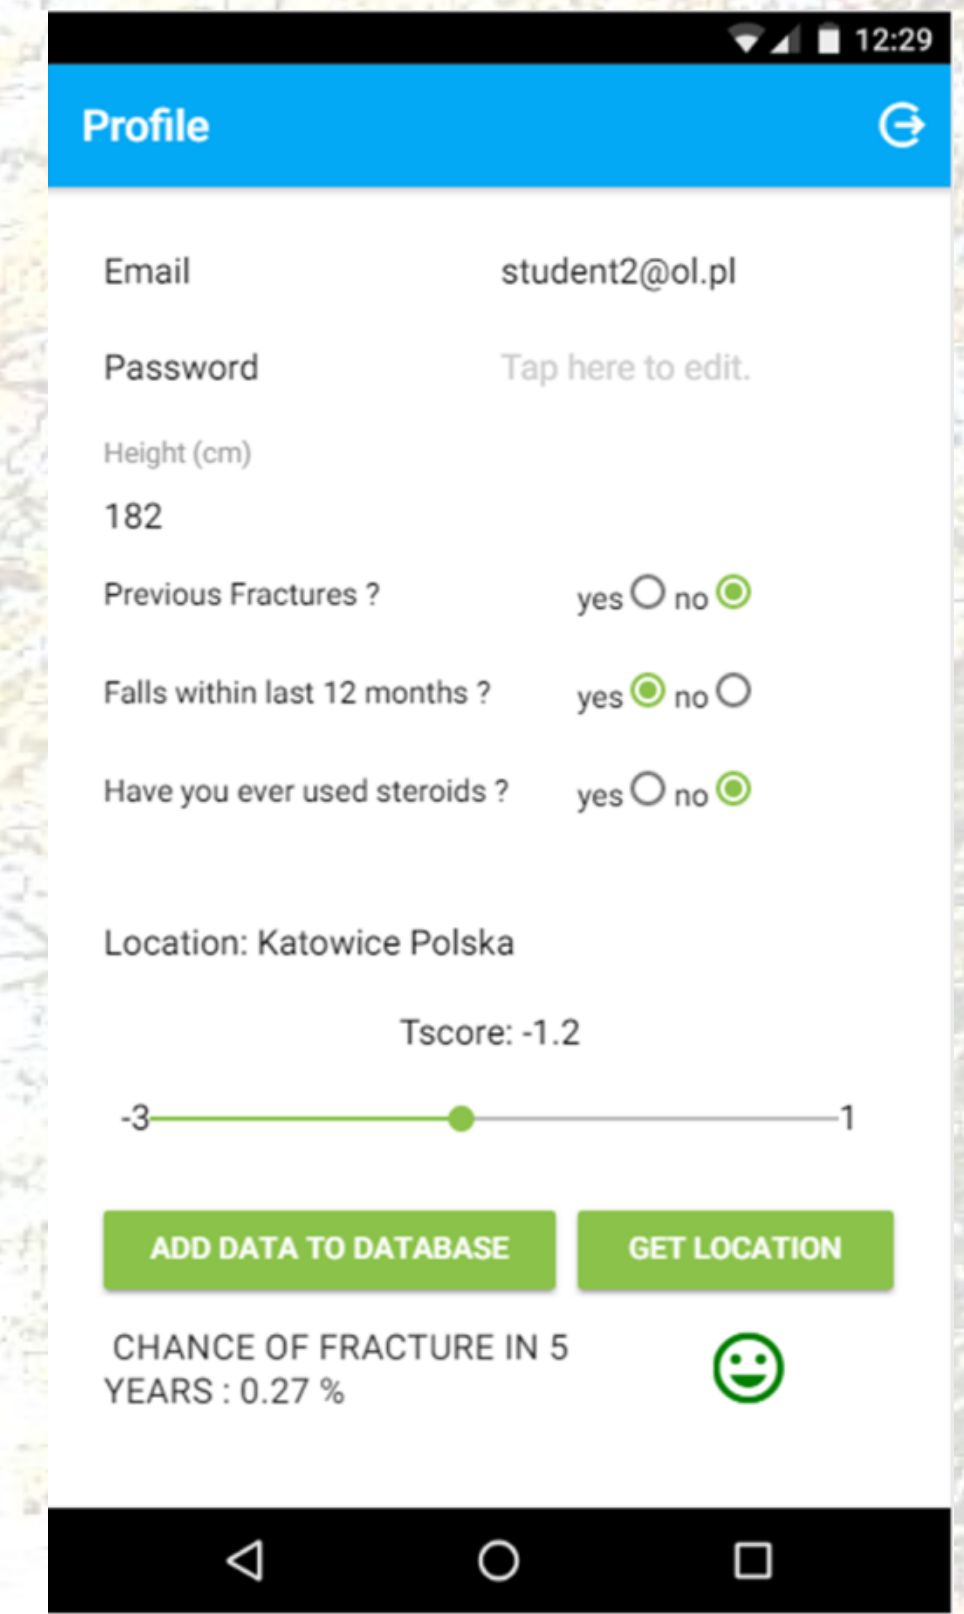 12:29
Profile
Email student2@ol.pl
Password Tap here to edit.
Height (cm)
182
Previous Fractures ? yes no
Falls within last 12 months ? yes no
Have you ever used steroids ? yes no
Location: Katowice Polska
Tscore: -1.2
-3 1
ADD DATA TO DATABASE GET LOCATION
CHANCE OF FRACTURE IN 5
YEARS : 0.27 %